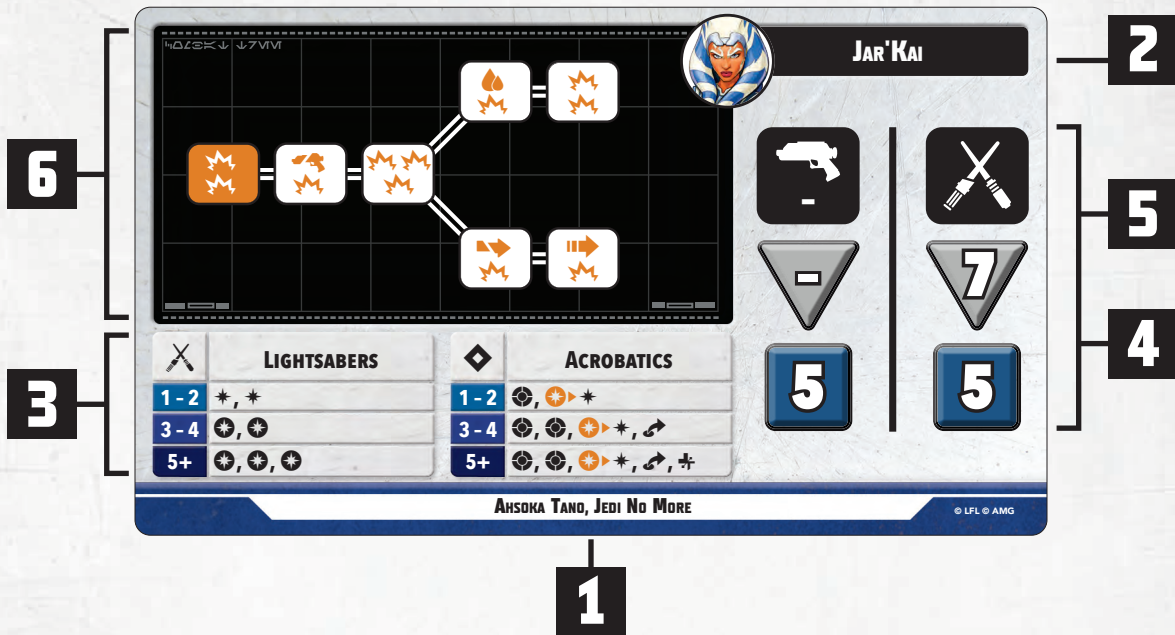 2
Jar'Kai
6
-
5
-
7
4
5
5
3
Lightsabers
1 - 2 , 
3 - 4 , 
5+ , , 
Acrobatics
1 - 2 , 
3 - 4 , , , 
5+ , , , , 
Ahsoka Tano, Jedi No More
© LFL © AMG
1